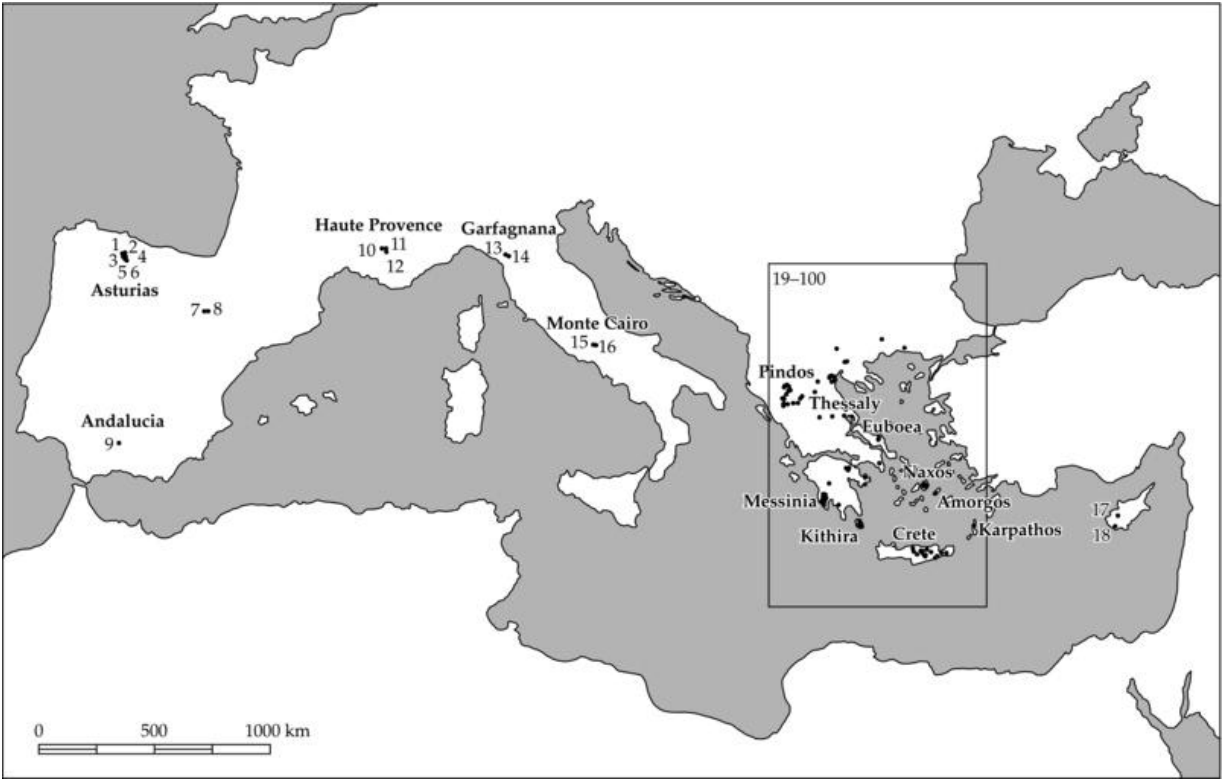 Haute Provence
10 11
12
Garfagnana
13 14
1 2
3 4
5 6
Asturias
7 8
19–100
Monte Cairo
15 16
Pindos
Thessaly
Euboea
Andalucia
9
Naxos
Messinia
Amorgos
Kithira
Crete
Karpathos
17
18
0 500 1000 km